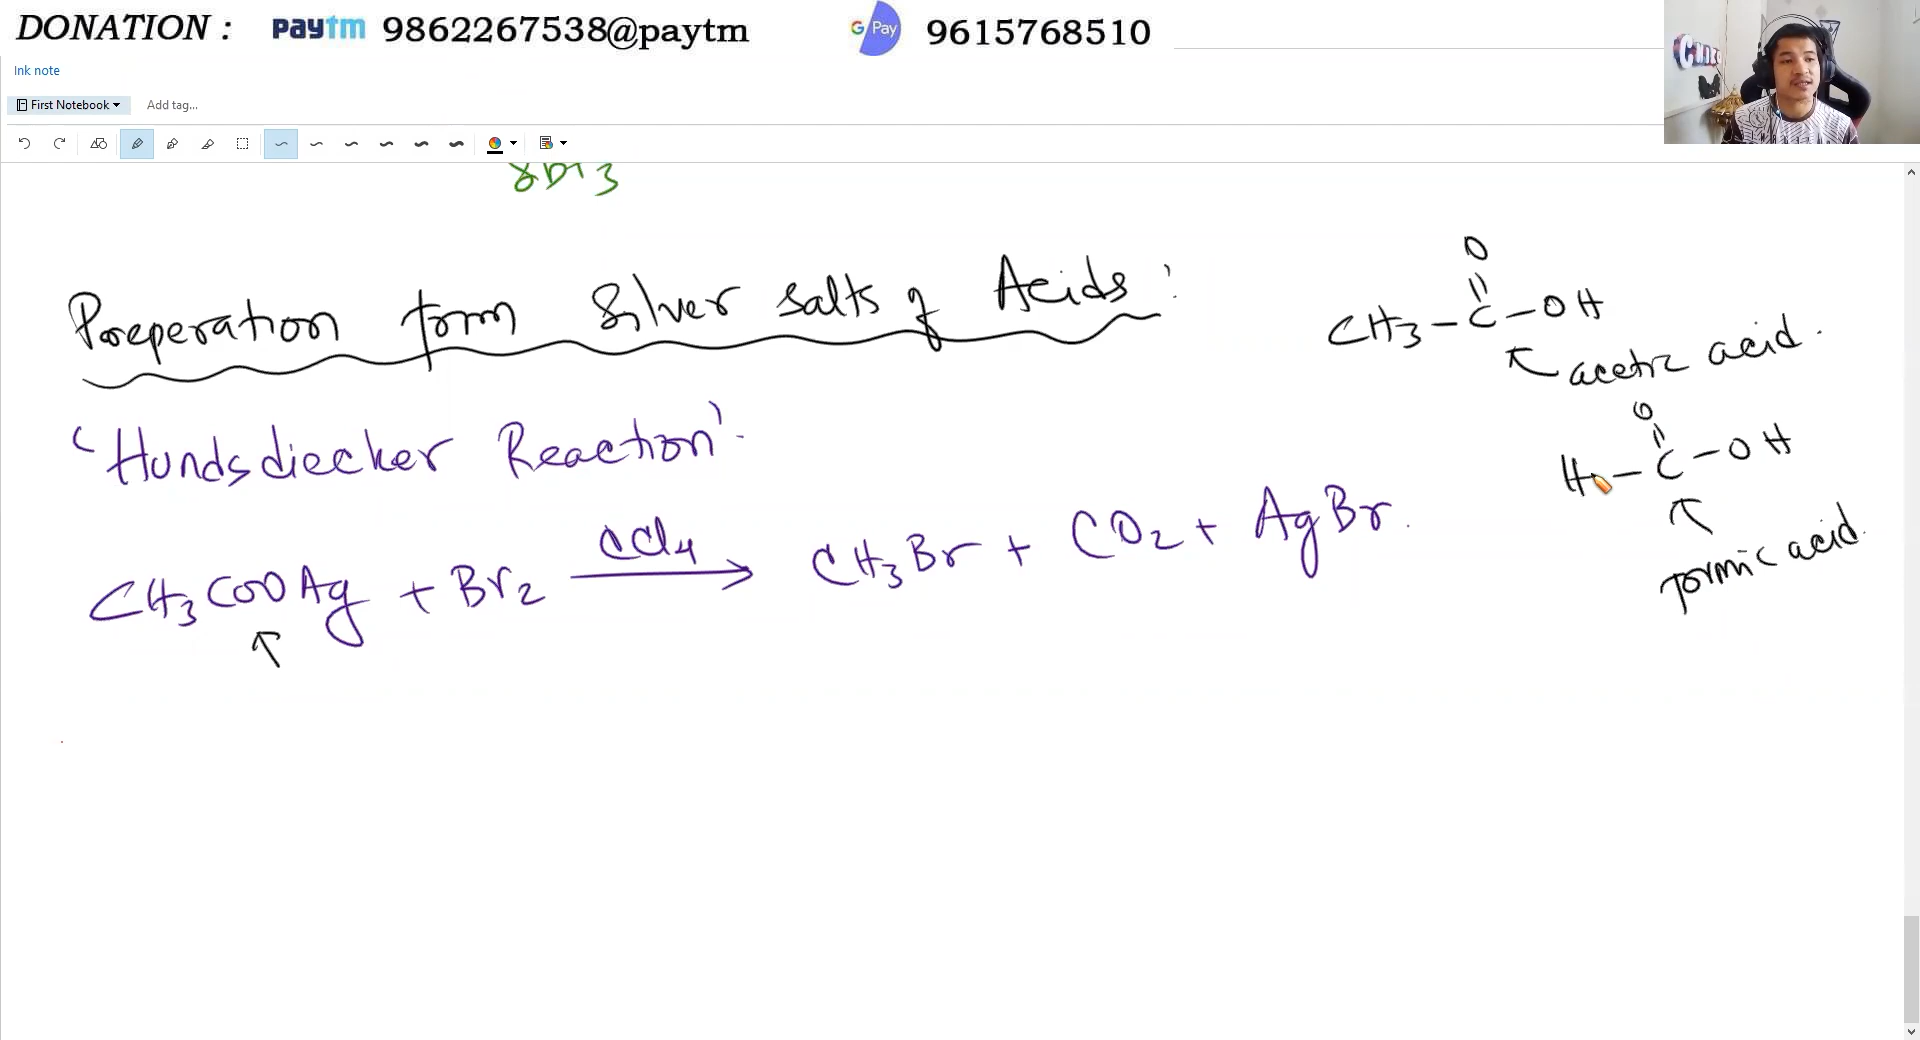 DONATION : paytm 9862267538@paytm G Pay 9615768510
Ink note
First Notebook Add tag...
Preperation form Silver salts of Acids :
'Hundsdiecker Reaction'.
CH3COOAg + Br2 CCl4 → CH3Br + CO2 + AgBr.
↑
O
||
CH3 – C – OH
↖ acetic acid.
O
||
H – C – OH
↖
formic acid.